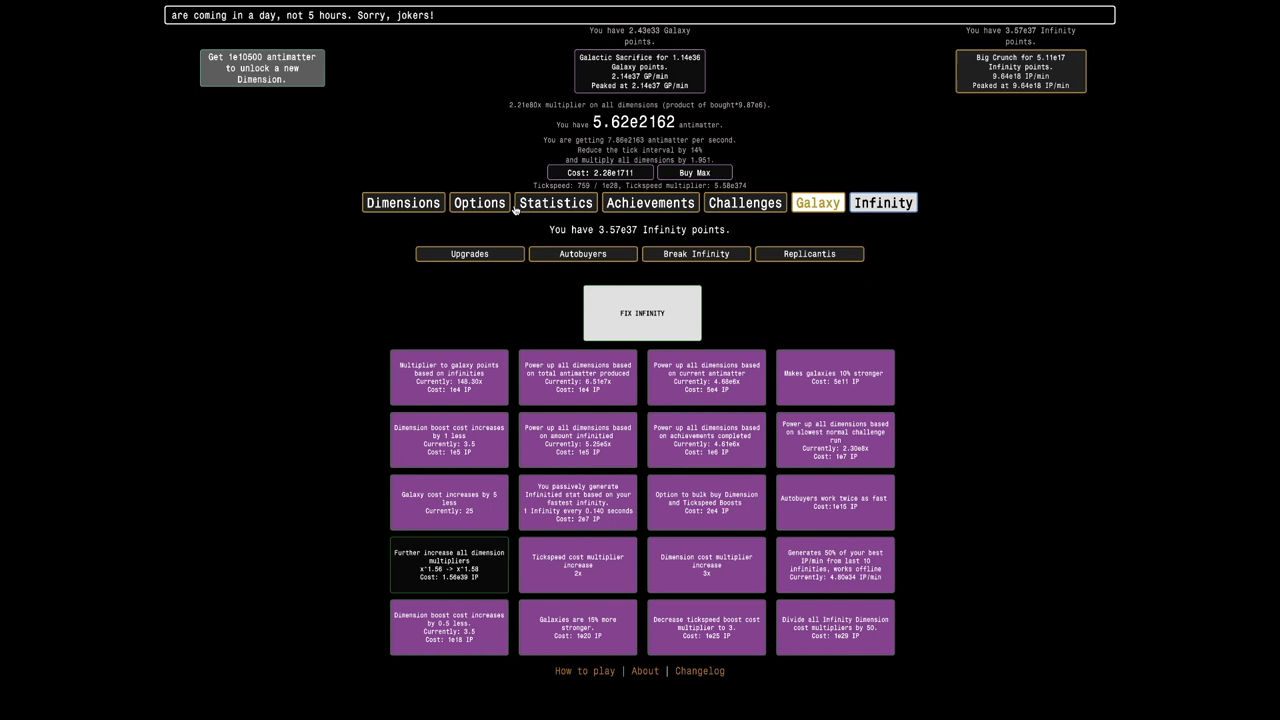 are coming in a day, not 5 hours. Sorry, jokers!
You have 2.43e33 Galaxy
points.
You have 3.57e37 Infinity
points.
Get 1e10500 antimatter
to unlock a new
Dimension.
Galactic Sacrifice for 1.14e36
Galaxy points.
2.14e37 GP/min
Peaked at 2.14e37 GP/min
Big Crunch for 5.11e17
Infinity points.
9.64e18 IP/min
Peaked at 9.64e18 IP/min
2.21e80x multiplier on all dimensions (product of bought*9.87e6).
You have 5.62e2162 antimatter.
You are getting 7.86e2163 antimatter per second.
Reduce the tick interval by 14%
and multiply all dimensions by 1.951.
Cost: 2.28e1711
Buy Max
Tickspeed: 759 / 1e28, Tickspeed multiplier: 5.58e374
Dimensions
Options
Statistics
Achievements
Challenges
Galaxy
Infinity
You have 3.57e37 Infinity points.
Upgrades
Autobuyers
Break Infinity
Replicantis
FIX INFINITY
Multiplier to galaxy points
based on infinities
Currently: 148.30x
Cost: 1e4 IP
Power up all dimensions based
on total antimatter produced
Currently: 6.51e7x
Cost: 1e4 IP
Power up all dimensions based
on current antimatter
Currently: 4.68e6x
Cost: 5e4 IP
Makes galaxies 10% stronger
Cost: 5e11 IP
Dimension boost cost increases
by 1 less
Currently: 3.5
Cost: 1e5 IP
Power up all dimensions based
on amount infinitied
Currently: 5.25e5x
Cost: 1e5 IP
Power up all dimensions based
on achievements completed
Currently: 4.61e6x
Cost: 1e6 IP
Power up all dimensions based
on slowest normal challenge
run
Currently: 2.30e8x
Cost: 1e7 IP
Galaxy cost increases by 5
less
Currently: 25
You passively generate
Infinitied stat based on your
fastest infinity.
1 Infinity every 0.140 seconds
Cost: 2e7 IP
Option to bulk buy Dimension
and Tickspeed Boosts
Cost: 2e4 IP
Autobuyers work twice as fast
Cost:1e15 IP
Further increase all dimension
multipliers
x^1.56 -> x^1.58
Cost: 1.56e39 IP
Tickspeed cost multiplier
increase
2x
Dimension cost multiplier
increase
3x
Generates 50% of your best
IP/min from last 10
infinities, works offline
Currently: 4.80e34 IP/min
Dimension boost cost increases
by 0.5 less.
Currently: 3.5
Cost: 1e18 IP
Galaxies are 15% more
stronger.
Cost: 1e20 IP
Decrease tickspeed boost cost
multiplier to 3.
Cost: 1e25 IP
Divide all Infinity Dimension
cost multipliers by 50.
Cost: 1e29 IP
How to play | About | Changelog